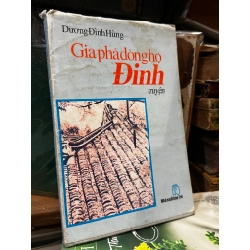 Dương Đình Hùng
Gia phả dòng họ
Đinh
truyện